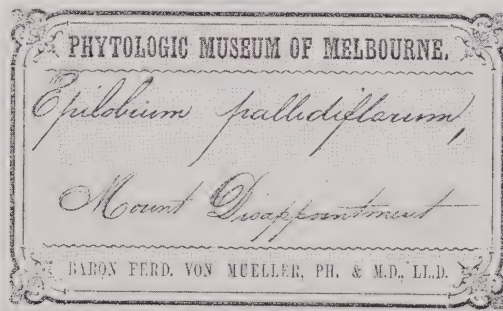 PHYTOLOGIC MUSEUM OF MELBOURNE.
Epilobium pallidiflorum,
Mount Disappointment
BARON FERD. VON MUELLER, PH. & M.D., LL.D.